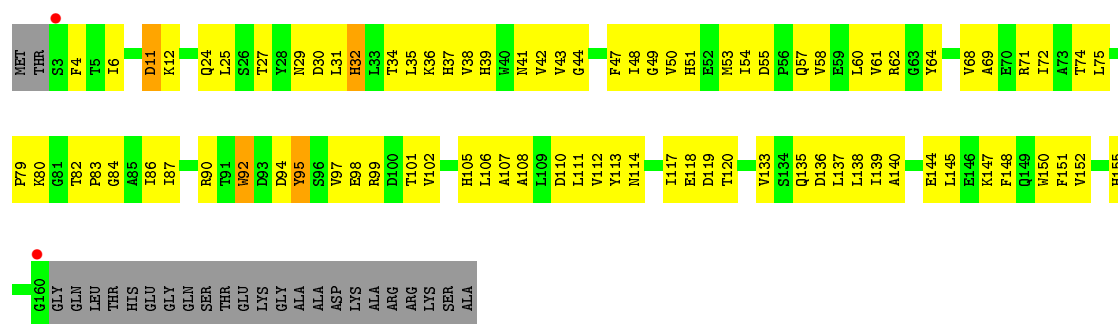 MET THR S3 F4 T5 I6 D11 K12 Q24 L25 S26 T27 Y28 N29 D30 L31 H32 L33 T34 L35 K36 H37 V38 H39 W40 N41 V42 V43 G44 F47 I48 G49 V50 H51 E52 M53 I54 D55 P56 Q57 V58 E59 L60 V61 R62 G63 Y64 V68 A69 E70 R71 I72 A73 T74 L75
P79 K80 G81 T82 P83 G84 A85 I86 I87 R90 T91 W92 D93 D94 Y95 S96 V97 E98 R99 D100 T101 V102 H105 L106 A107 A108 L109 D110 L111 V112 Y113 N114 I117 E118 D119 T120 V133 S134 Q135 D136 L137 L138 I139 A140 E144 L145 E146 K147 F148 Q149 W150 F151 V152 H155
G160 GLY GLN LEU THR HIS GLU GLY GLN SER THR GLU LYS GLY ALA ALA ASP LYS ALA ARG ARG LYS SER ALA